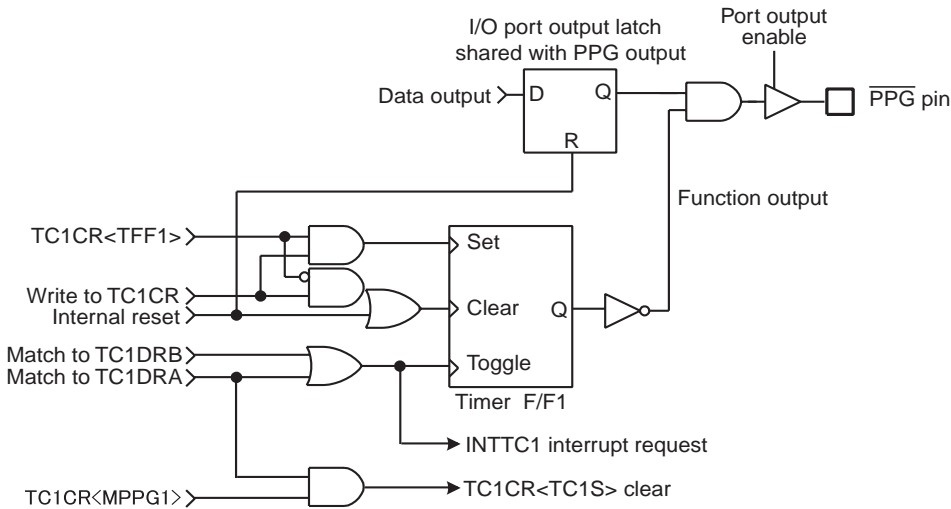 I/O port output latch
shared with PPG output
Port output
enable
Data output
D
Q
R
P̅P̅G̅ pin
Function output
TC1CR<TFF1>
Set
Write to TC1CR
Internal reset
Clear
Q
Match to TC1DRB
Match to TC1DRA
Toggle
Timer F/F1
INTTC1 interrupt request
TC1CR<TC1S> clear
TC1CR<MPPG1>